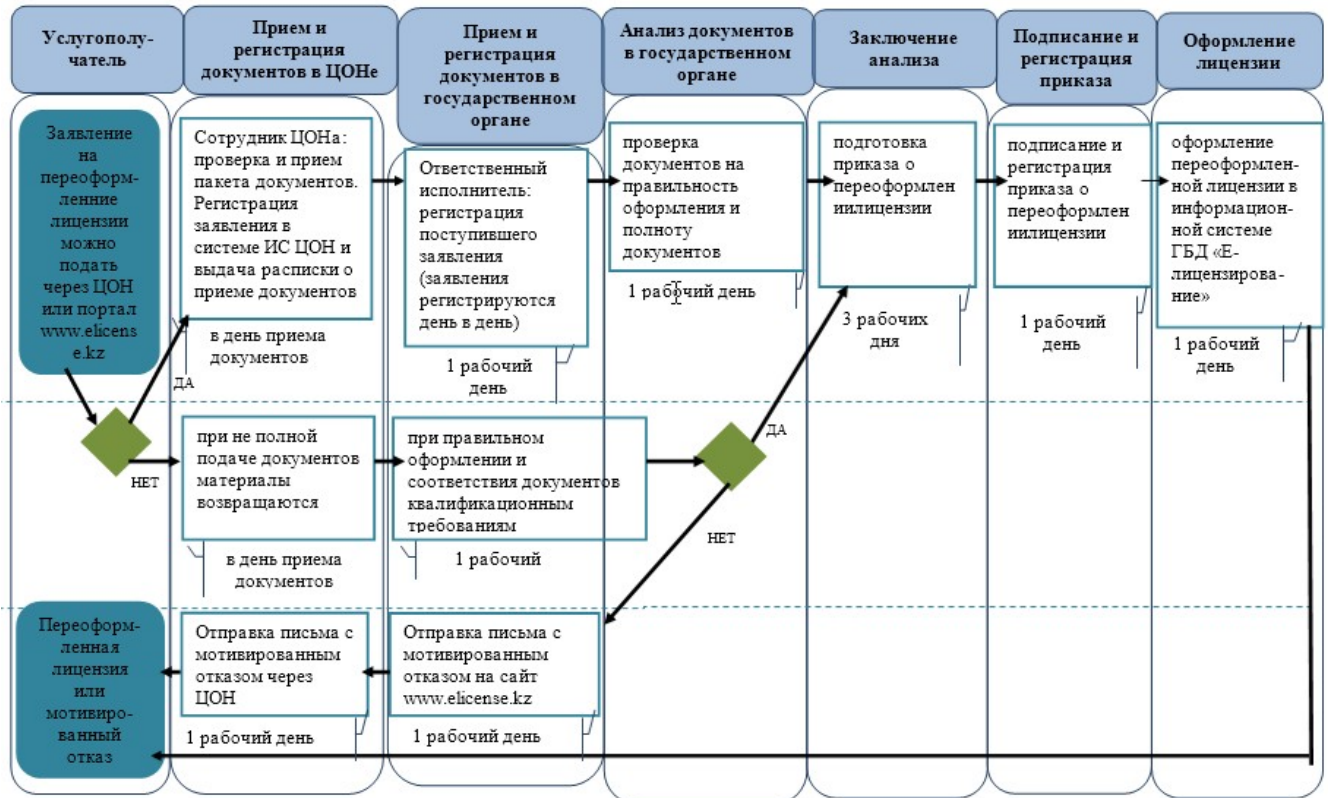 Услугополу-
чатель
Прием и
регистрация
документов в ЦОНе
Прием и
регистрация
документов в
государственном
органе
Анализ документов
в государственном
органе
Заключение
анализа
Подписание и
регистрация
приказа
Оформление
лицензии
Заявление
на
переоформ-
ленние
лицензии
можно
подать
через ЦОН
или портал
www.elicens
e.kz
Сотрудник ЦОНа:
проверка и прием
пакета документов.
Регистрация
заявления в
системе ИС ЦОН и
выдача расписки о
приеме документов
в день приема
документов
Ответственный
исполнитель:
регистрация
поступившего
заявления
(заявления
регистрируются
день в день)
1 рабочий
день
проверка
документов на
правильность
оформления и
полноту
документов
1 рабочий день
подготовка
приказа о
переоформлен
иилицензии
3 рабочих
дня
подписание и
регистрация
приказа о
переоформлен
иилицензии
1 рабочий
день
оформление
переоформлен-
ной лицензии в
информацион-
ной системе
ГБД «Е-
лицензирова-
ние»
1 рабочий
день
ДА
НЕТ
при не полной
подаче документов
материалы
возвращаются
в день приема
документов
при правильном
оформлении и
соответствия документов
квалификационным
требованиям
1 рабочий
ДА
НЕТ
Переоформ-
ленная
лицензия
или
мотивиро-
ванный
отказ
Отправка письма с
мотивированным
отказом через
ЦОН
1 рабочий день
Отправка письма с
мотивированным
отказом на сайт
www.elicense.kz
1 рабочий день